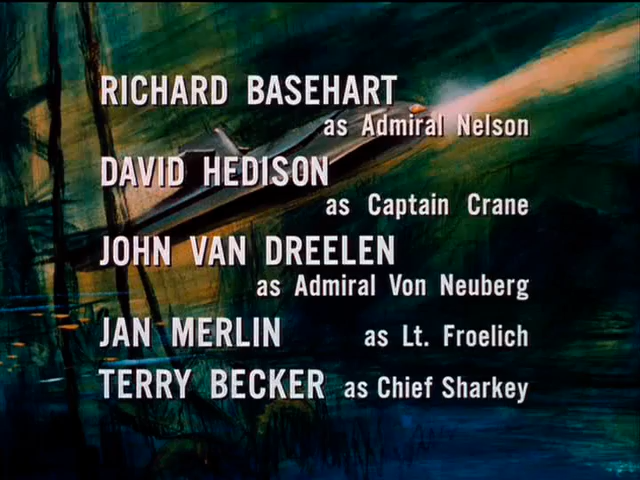 RICHARD BASEHART
as Admiral Nelson
DAVID HEDISON
as Captain Crane
JOHN VAN DREELEN
as Admiral Von Neuberg
JAN MERLIN as Lt. Froelich
TERRY BECKER as Chief Sharkey